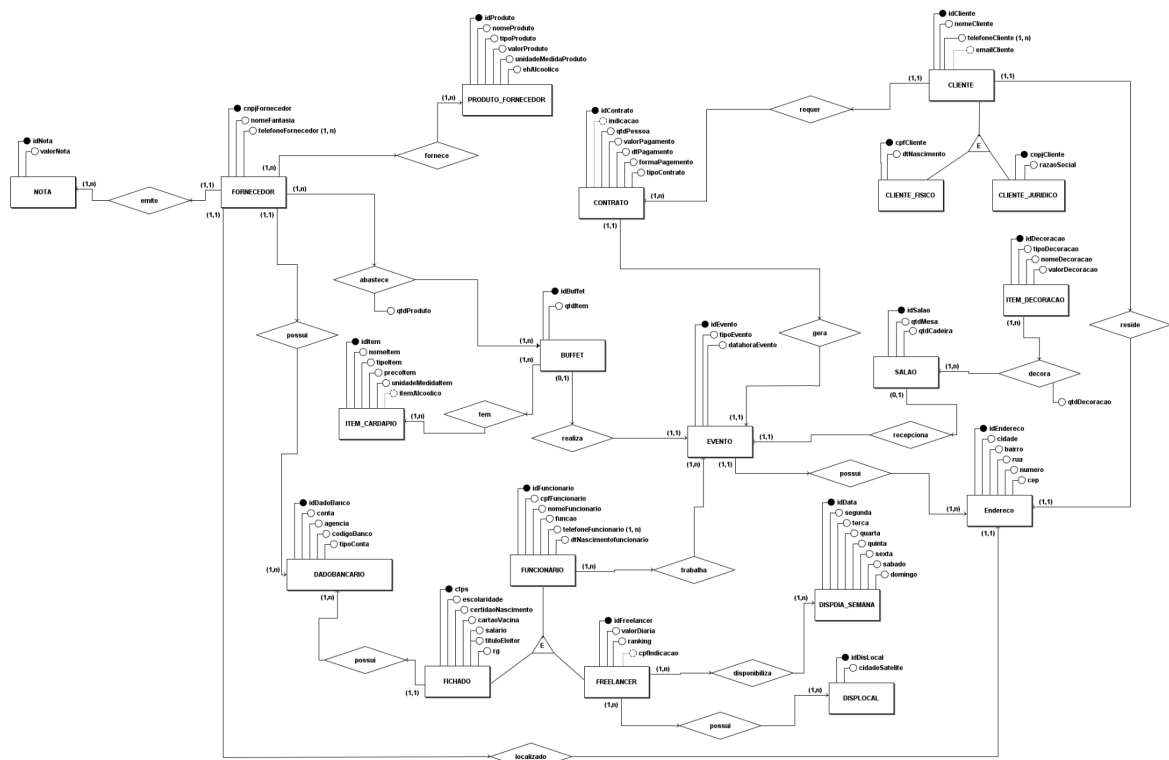 idProduto
nomeProduto
tipoProduto
valorProduto
unidadeMedidaProduto
ehAlcoolico
(1,n)
PRODUTO_FORNECEDOR
idCliente
nomeCliente
telefoneCliente (1, n)
emailCliente
(1,1)
(1,1)
CLIENTE
requer
idContrato
indicacao
qtdPessoa
valorPagamento
dtPagamento
formaPagemento
tipoContrato
(1,n)
CONTRATO
(1,1)
E
cpfCliente
dtNascimento
CLIENTE_FISICO
cnpjCliente
razaoSocial
CLIENTE_JURIDICO
cnpjFornecedor
nomeFantasia
telefoneFornecedor (1, n)
fornece
(1,n)
idNota
valorNota
NOTA
(1,n)
emite
(1,1)
FORNECEDOR
(1,n)
(1,1)
(1,1)
abastece
qtdProduto
possui
idBuffet
qtdItem
(1,n)
BUFFET
(1,n)
(0,1)
idItem
nomeItem
tipoItem
precoItem
unidadeMedidaItem
itemAlcoolico
(1,n)
ITEM_CARDAPIO
tem
realiza
gera
idEvento
tipoEvento
datahoraEvento
(1,1)
(1,1)
EVENTO
(1,1)
(1,n)
(1,1)
idDecoracao
tipoDecoracao
nomeDecoracao
valorDecoracao
ITEM_DECORACAO
(1,n)
reside
idSalao
qtdMesa
qtdCadeira
SALAO
(1,n)
(0,1)
decora
qtdDecoracao
recepciona
possui
idEndereco
cidade
bairro
rua
numero
cep
(1,1)
(1,n)
Endereco
(1,1)
idFuncionario
cpfFuncionario
nomeFuncionario
funcao
telefoneFuncionario (1, n)
dtNascimentofuncionario
FUNCIONARIO
(1,n)
trabalha
idData
segunda
terca
quarta
quinta
sexta
sabado
domingo
(1,n)
DISPDIA_SEMANA
idDadoBanco
conta
agencia
codigoBanco
tipoConta
(1,n)
DADOBANCARIO
(1,n)
ctps
escolaridade
certidaoNascimento
cartaoVacina
salario
tituloEleitor
rg
possui
(1,1)
FICHADO
E
idFreelancer
valorDiaria
ranking
cpfIndicacao
(1,n)
FREELANCER
(1,n)
disponibiliza
idDisLocal
cidadeSatelite
(1,n)
DISPLOCAL
possui
localizado